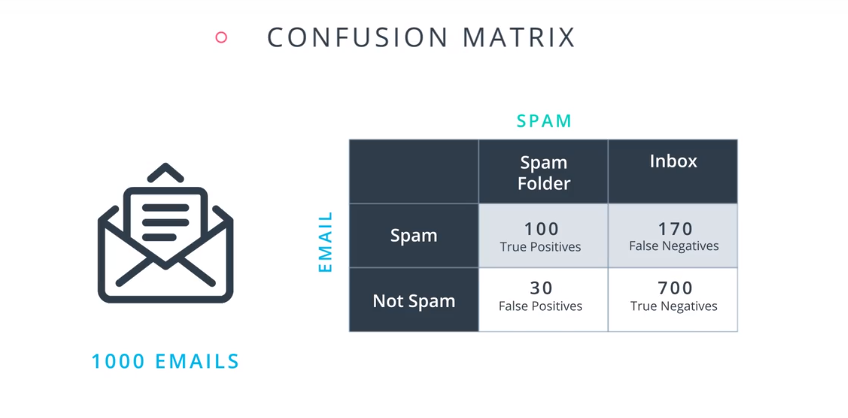 CONFUSION MATRIX
SPAM
Spam
Folder
Inbox
EMAIL
Spam
100
True Positives
170
False Negatives
Not Spam
30
False Positives
700
True Negatives
1000 EMAILS